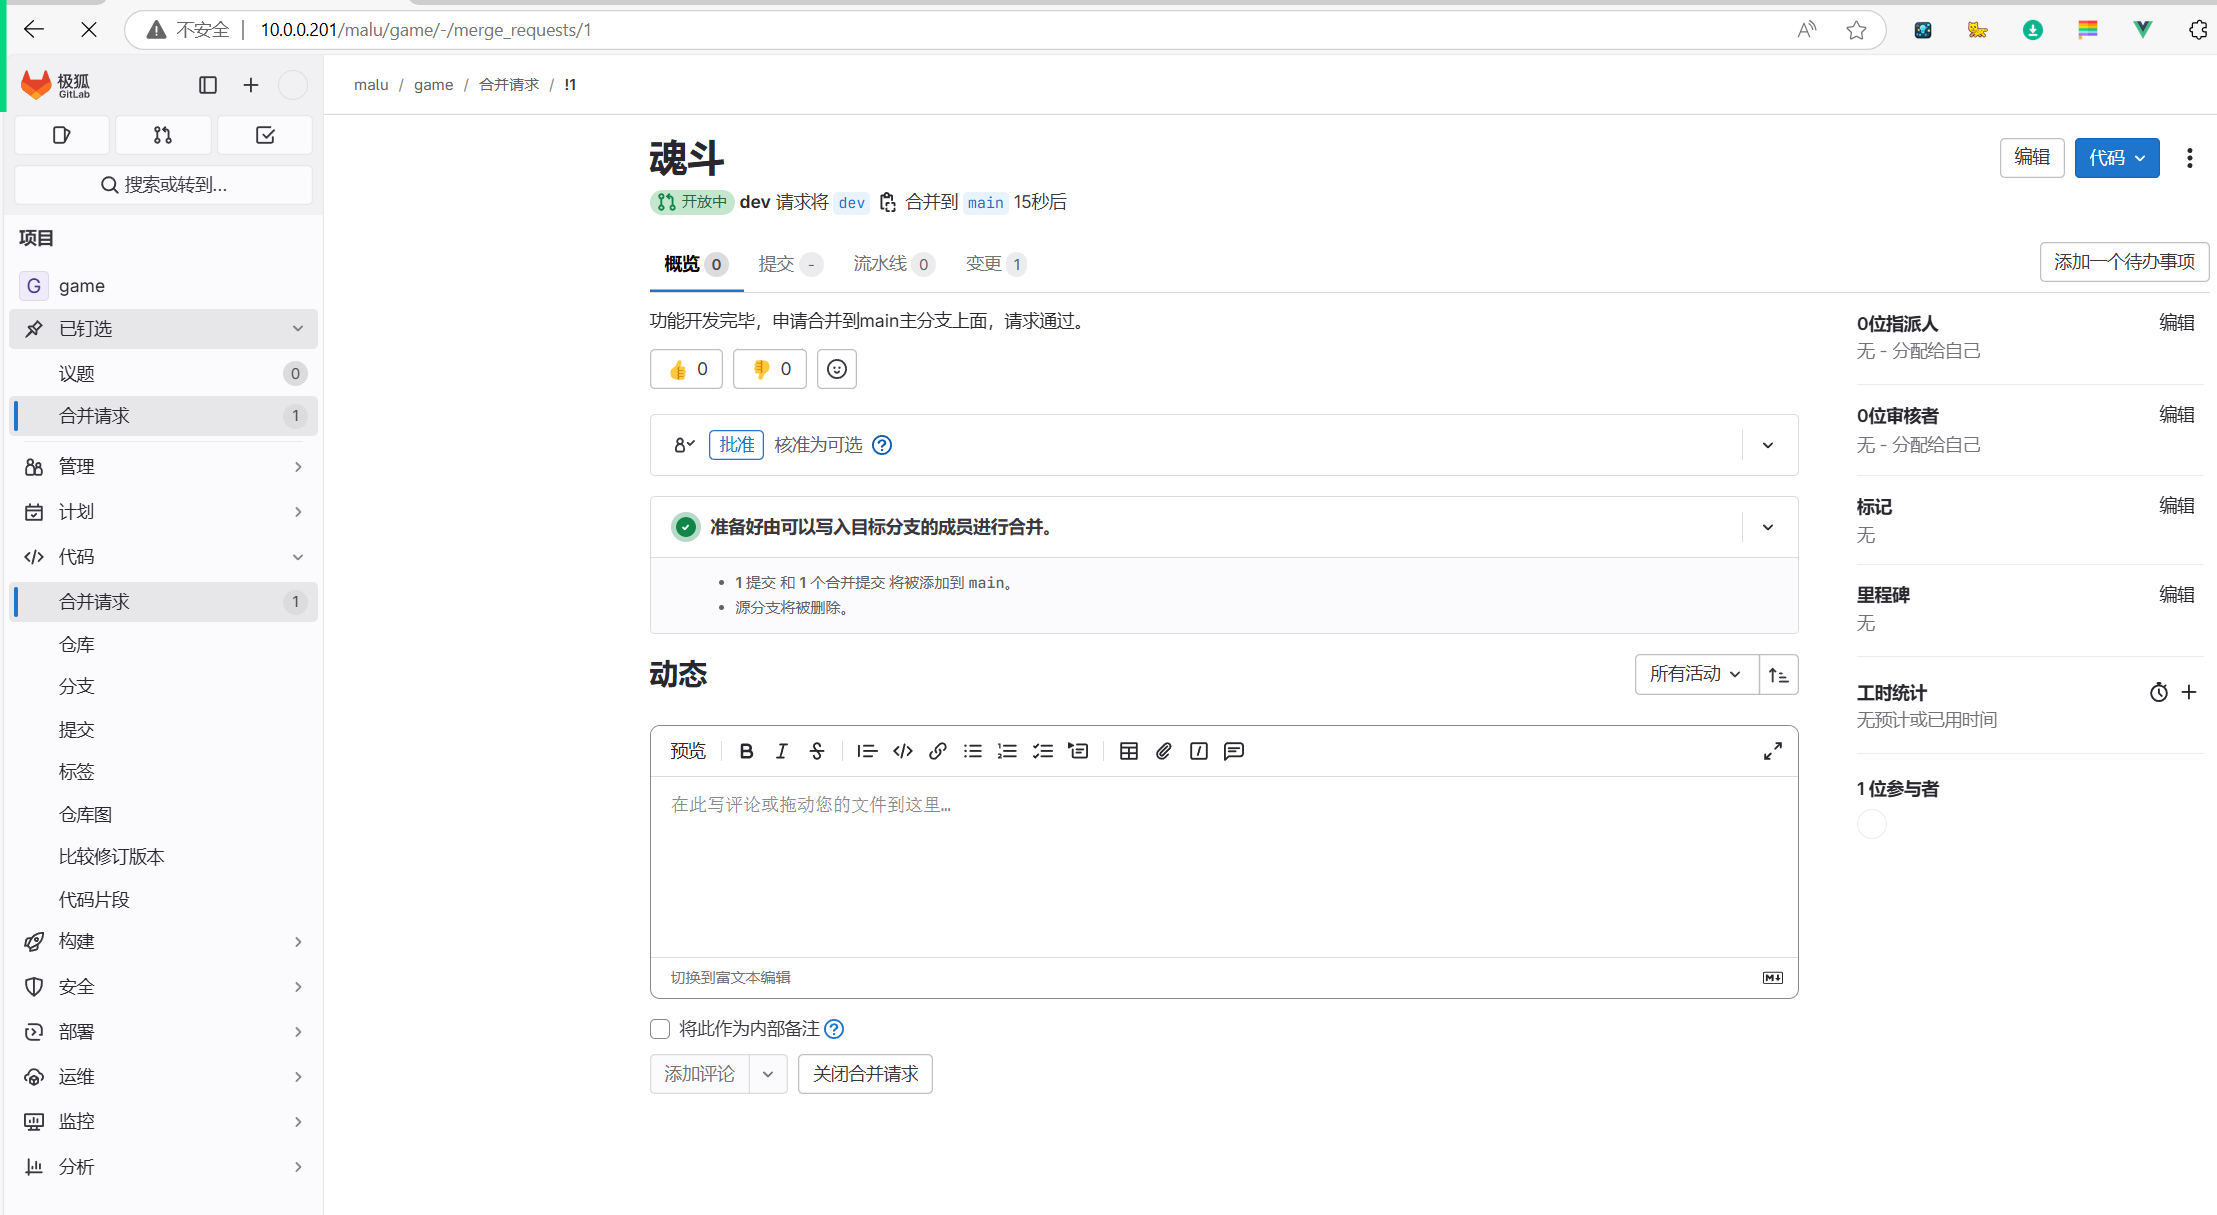 不安全 10.0.0.201/malu/game/-/merge_requests/1
极狐
GitLab
malu / game / 合并请求 / !1
搜索或转到...
项目
G game
已钉选
议题 0
合并请求 1
管理
计划
代码
合并请求 1
仓库
分支
提交
标签
仓库图
比较修订版本
代码片段
构建
安全
部署
运维
监控
分析
魂斗
编辑 代码
开放中 dev 请求将 dev 合并到 main 15秒后
概览 0 提交 - 流水线 0 变更 1
添加一个待办事项
功能开发完毕，申请合并到main主分支上面，请求通过。
0 0
批准 核准为可选
准备好由可以写入目标分支的成员进行合并。
1 提交 和 1 个合并提交 将被添加到 main。
源分支将被删除。
动态
所有活动
预览
在此写评论或拖动您的文件到这里…
切换到富文本编辑
将此作为内部备注
添加评论 关闭合并请求
0位指派人 编辑
无 - 分配给自己
0位审核者 编辑
无 - 分配给自己
标记 编辑
无
里程碑 编辑
无
工时统计
无预计或已用时间
1 位参与者